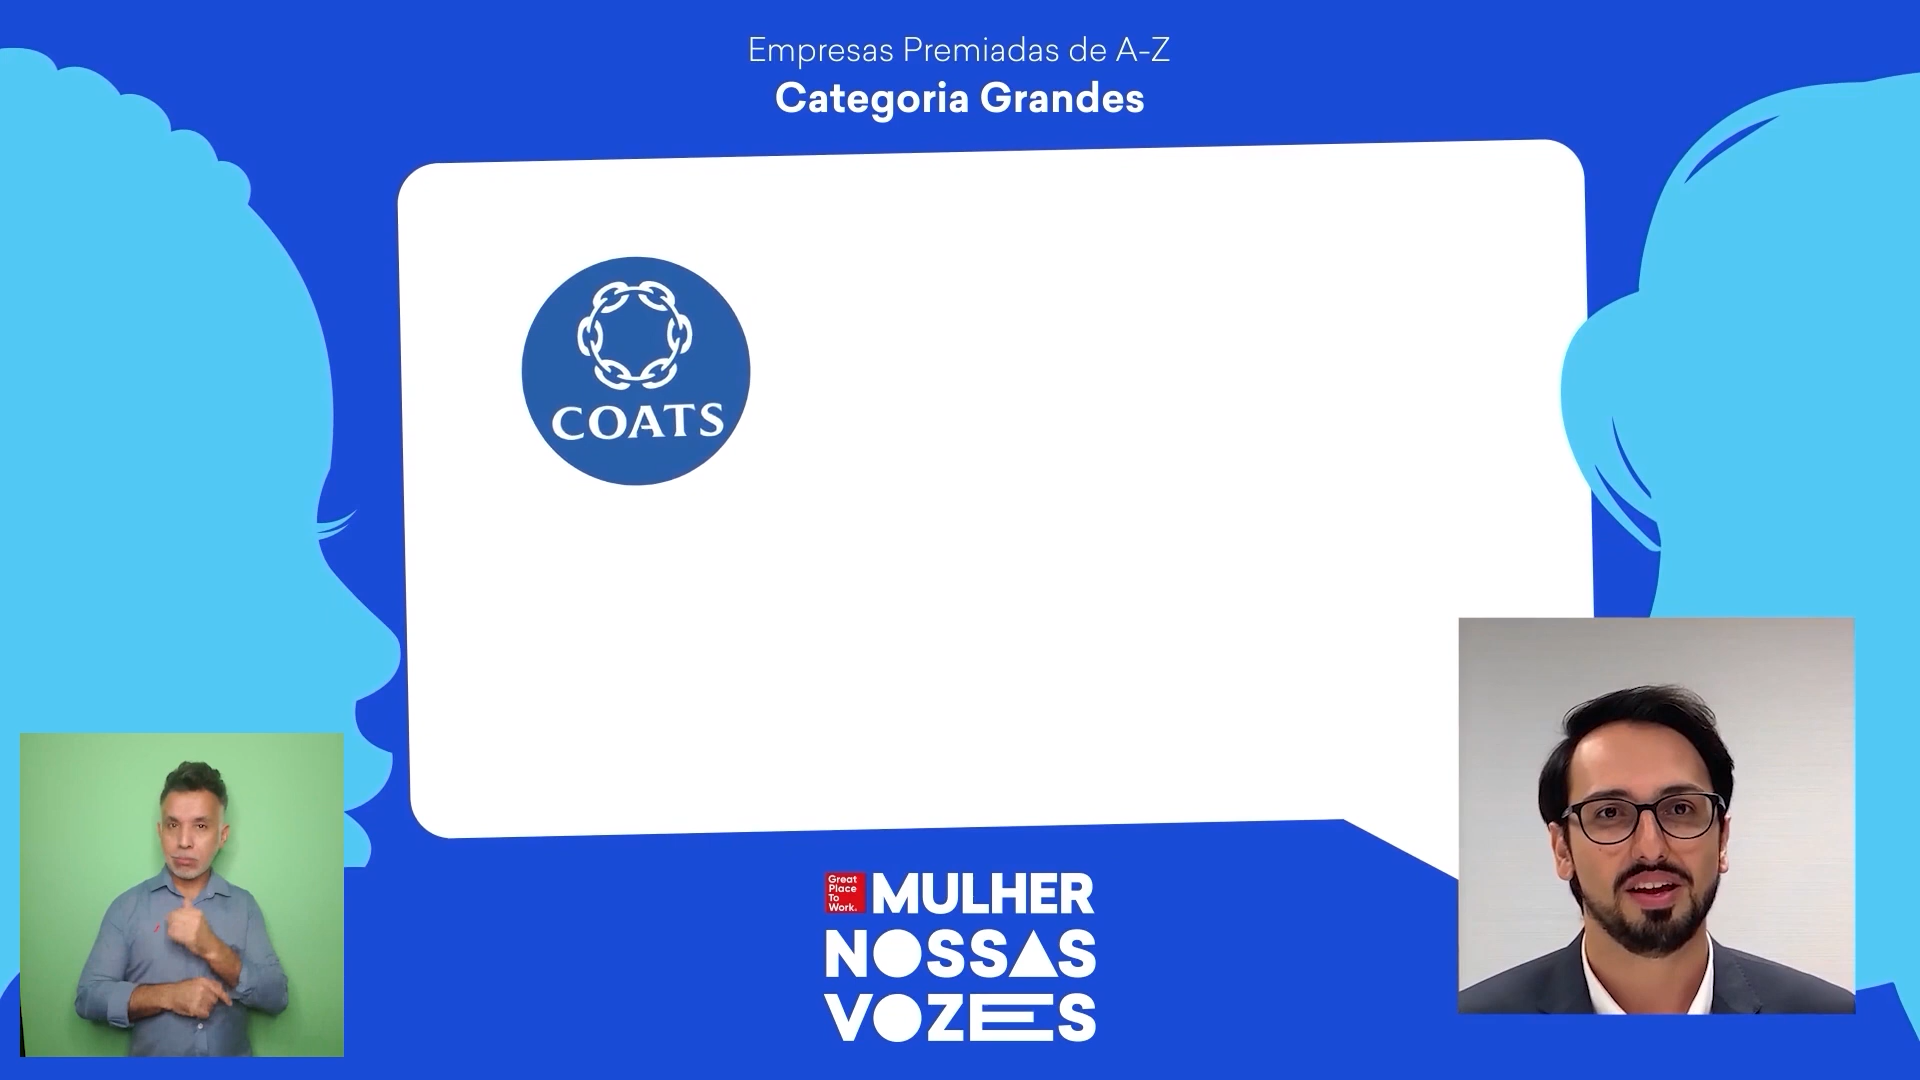 Empresas Premiadas de A-Z
Categoria Grandes
COATS
Great
Place
To
Work.
MULHER
NOSSAS
VOZES